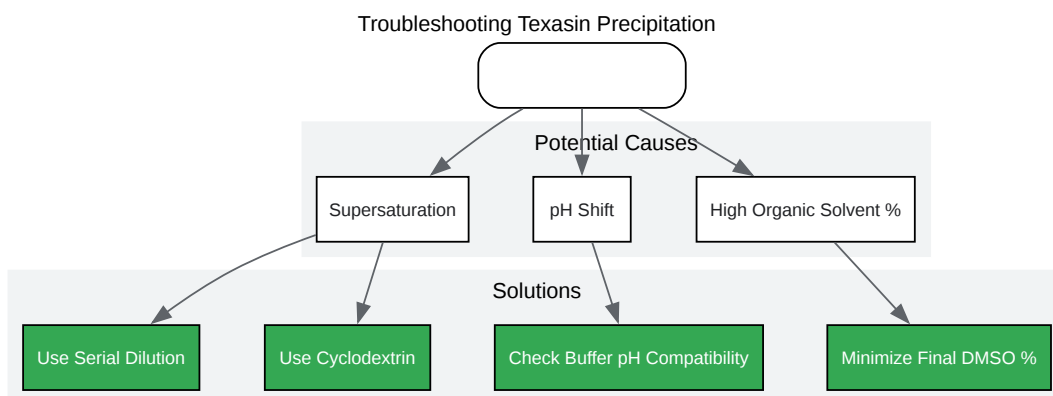 Troubleshooting Texasin Precipitation
Potential Causes
Supersaturation
pH Shift
High Organic Solvent %
Solutions
Use Serial Dilution
Use Cyclodextrin
Check Buffer pH Compatibility
Minimize Final DMSO %